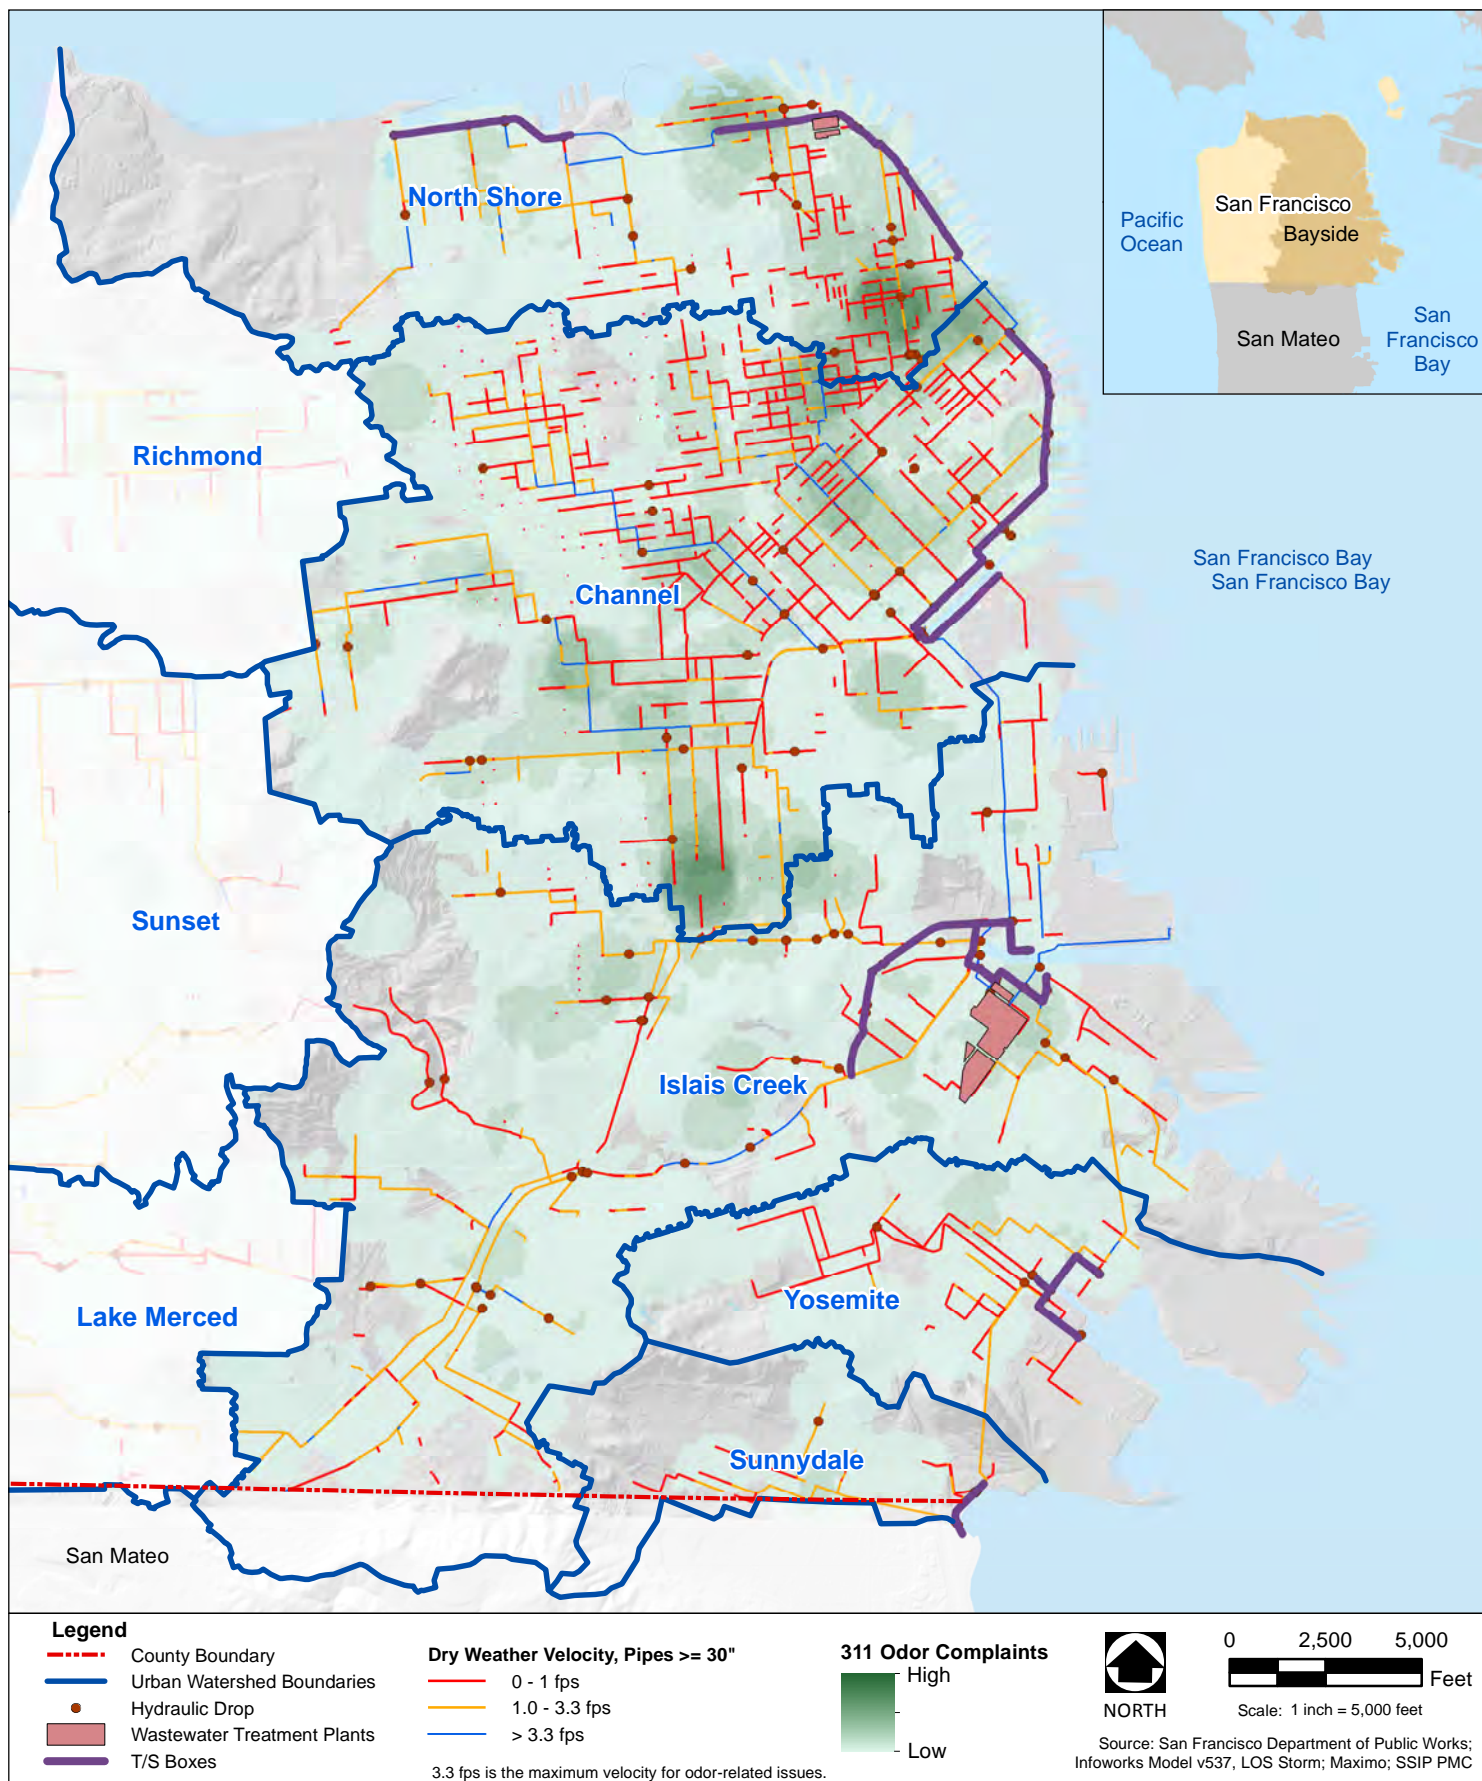 North Shore
Richmond
Channel
Sunset
Islais Creek
Lake Merced
Yosemite
Sunnydale
San Mateo
San Francisco Bay
San Francisco Bay
Pacific
Ocean
San Francisco
Bayside
San Mateo
San
Francisco
Bay
Legend
County Boundary
Urban Watershed Boundaries
Hydraulic Drop
Wastewater Treatment Plants
T/S Boxes
Dry Weather Velocity, Pipes >= 30"
0 - 1 fps
1.0 - 3.3 fps
> 3.3 fps
3.3 fps is the maximum velocity for odor-related issues.
311 Odor Complaints
High
Low
NORTH
0 2,500 5,000
Feet
Scale: 1 inch = 5,000 feet
Source: San Francisco Department of Public Works;
Infoworks Model v537, LOS Storm; Maximo; SSIP PMC